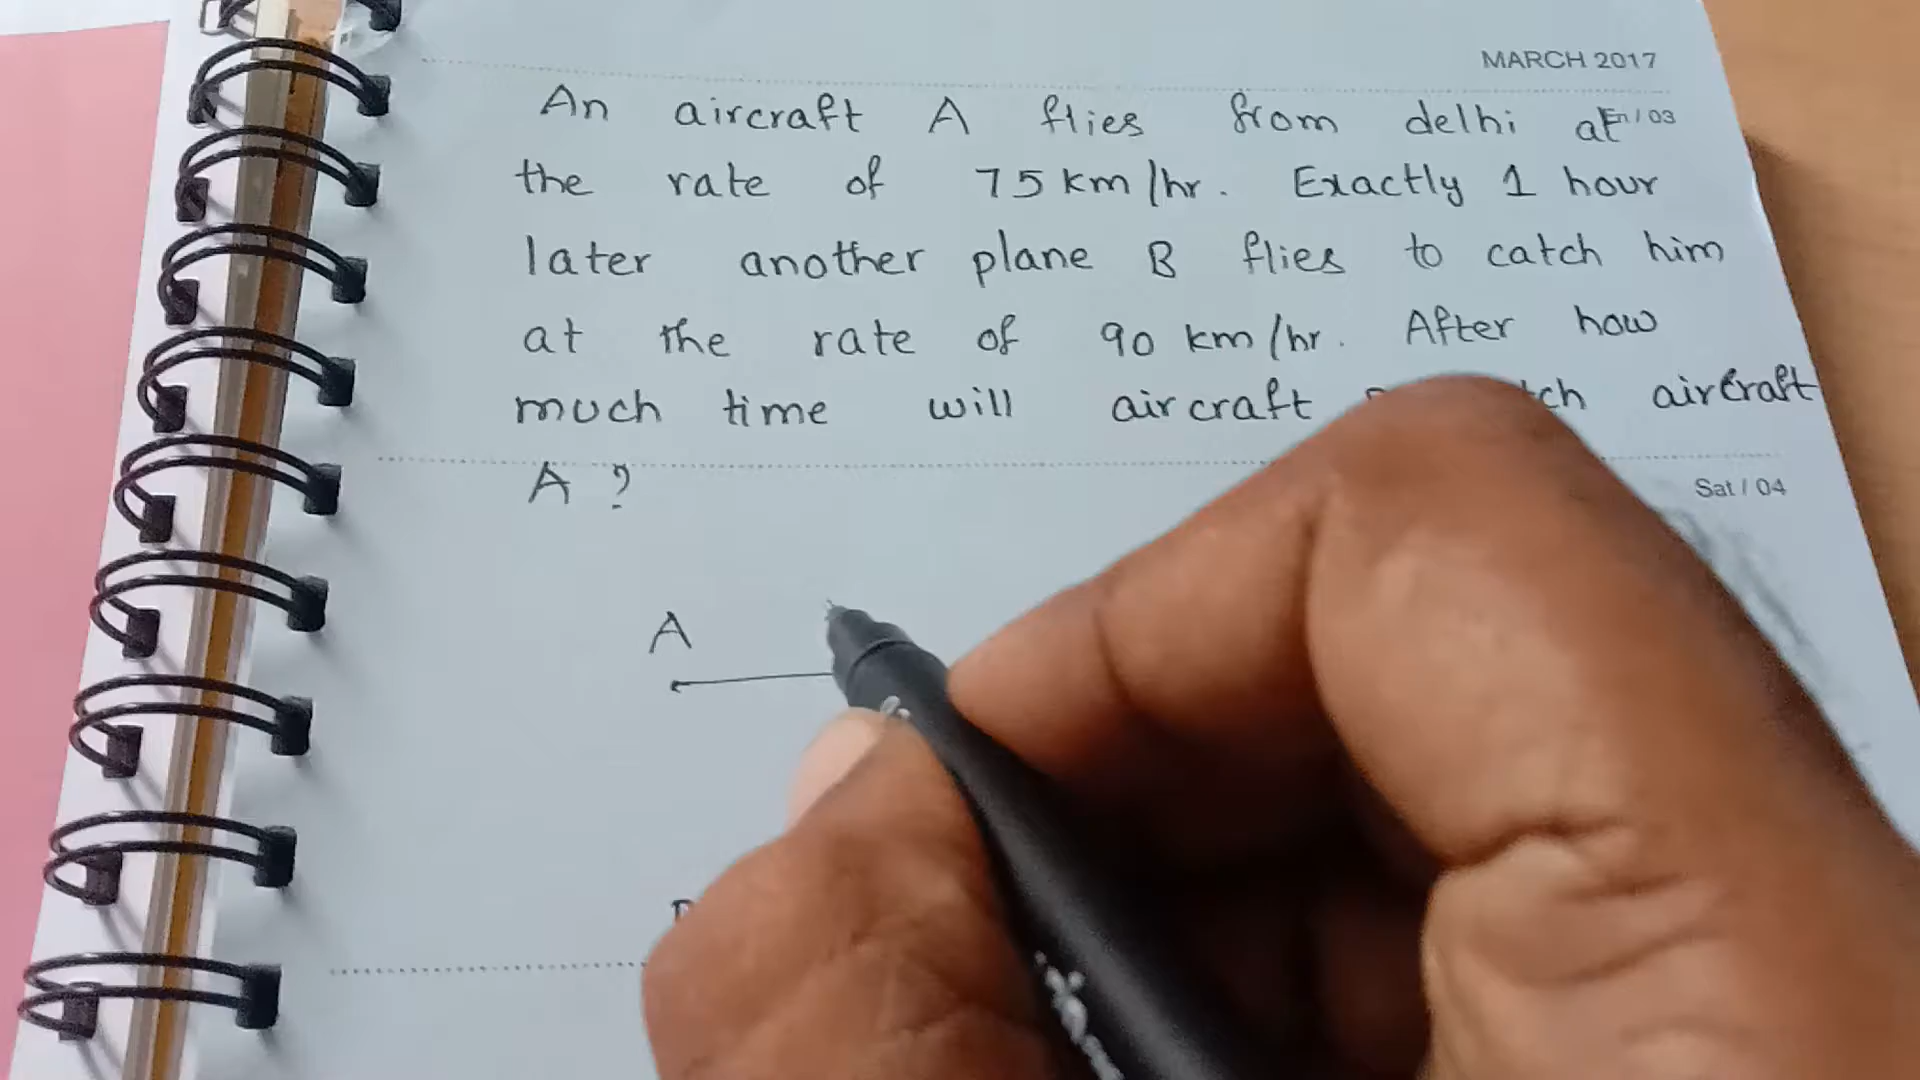 MARCH 2017
An aircraft A flies from delhi at
/ 03
the rate of 75 km/hr. Exactly 1 hour
later another plane B flies to catch him
at the rate of 90 km/hr. After how
much time will aircraft aircraft
A ?
Sat / 04
A